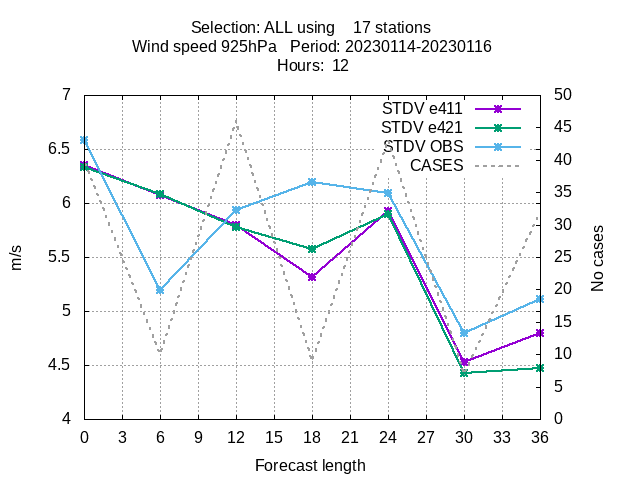 Selection: ALL using    17 stations
Wind speed 925hPa   Period: 20230114-20230116
Hours:  12
STDV e411
STDV e421
STDV OBS
CASES
7
6.5
6
5.5
5
4.5
4
m/s
50
45
40
35
30
25
20
15
10
5
0
No cases
0 3 6 9 12 15 18 21 24 27 30 33 36
Forecast length